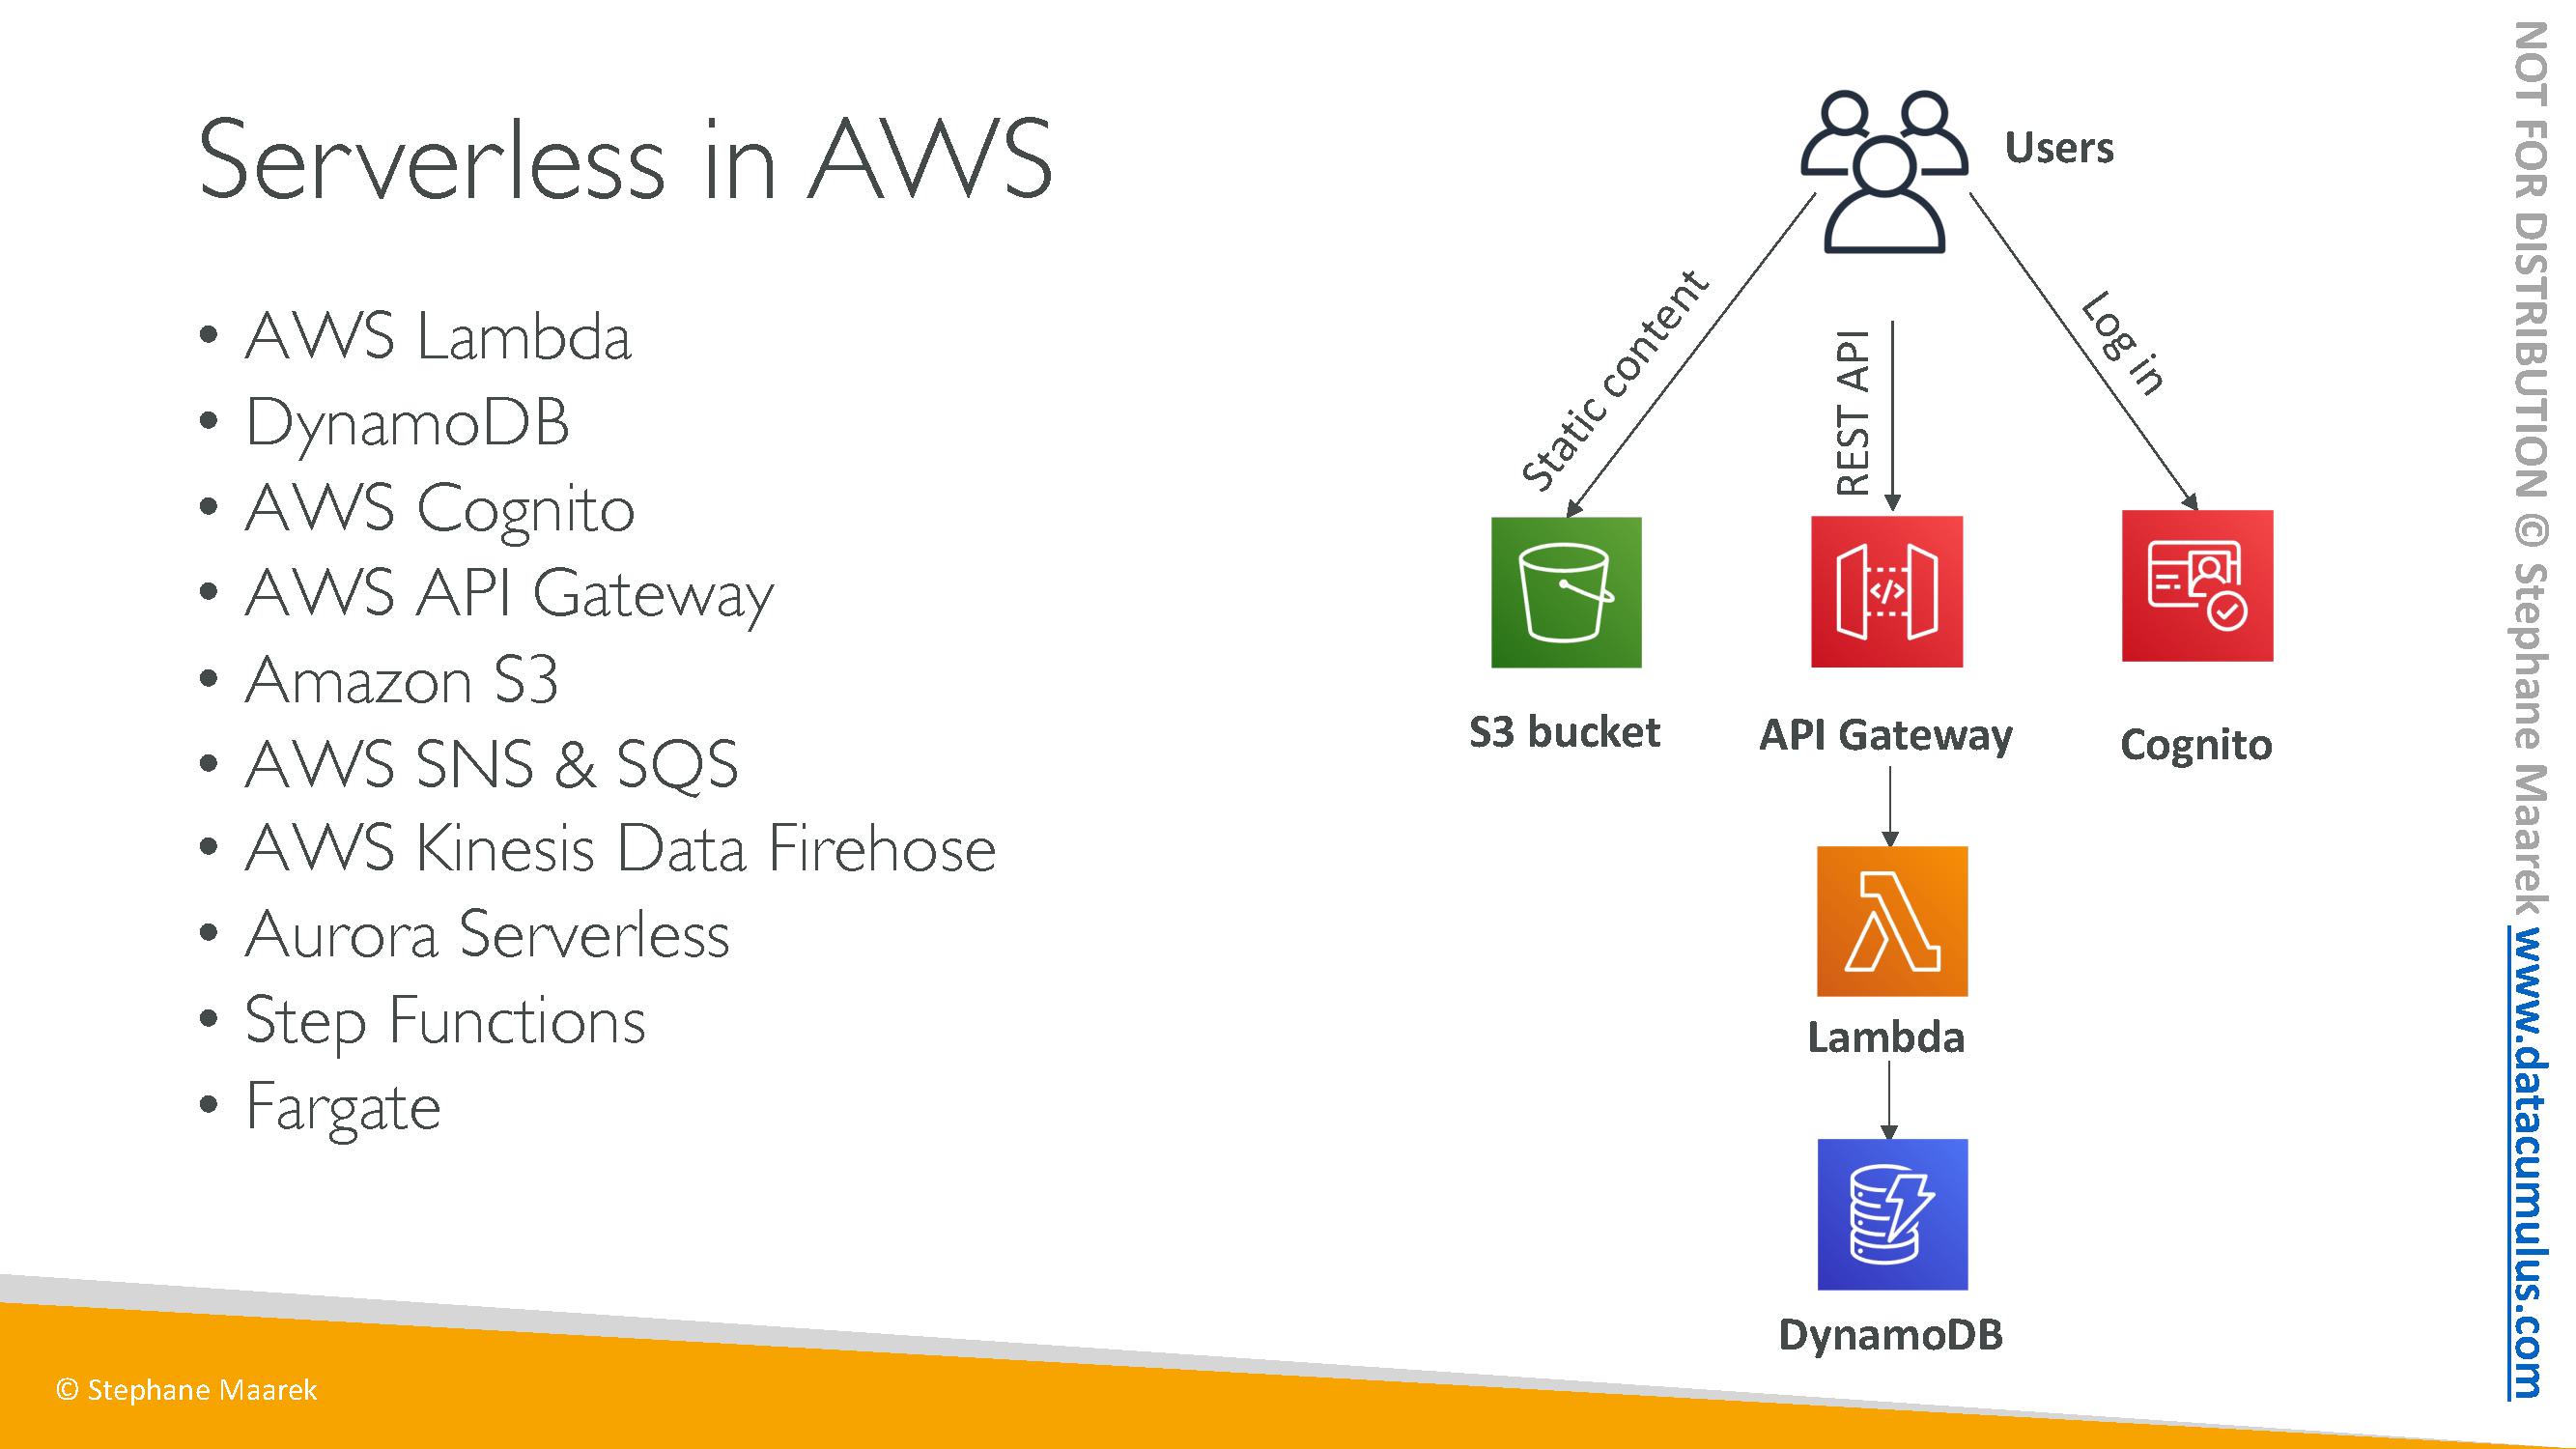 Serverless in AWS
• AWS Lambda
• DynamoDB
• AWS Cognito
• AWS API Gateway
• Amazon S3
• AWS SNS & SQS
• AWS Kinesis Data Firehose
• Aurora Serverless
• Step Functions
• Fargate
Users
Static content
REST API
Log in
S3 bucket
API Gateway
Cognito
Lambda
DynamoDB
© Stephane Maarek
NOT FOR DISTRIBUTION © Stephane Maarek www.datacumulus.com